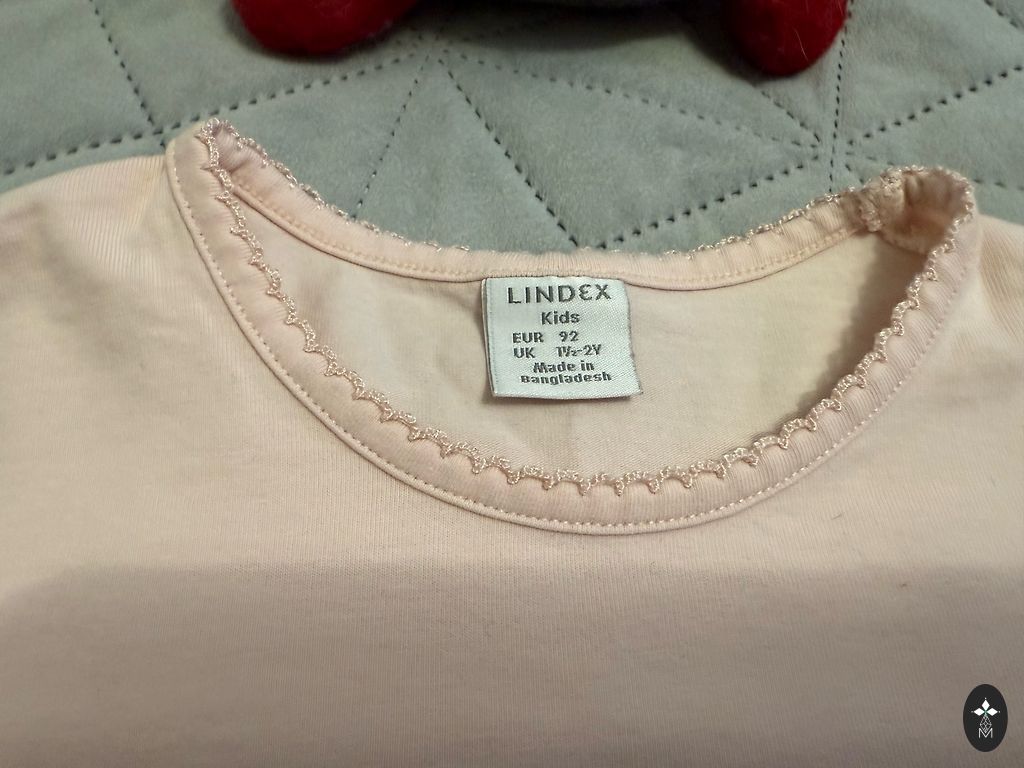 LINDEX
Kids
EUR 92
UK 1½-2Y
Made in
Bangladesh
M